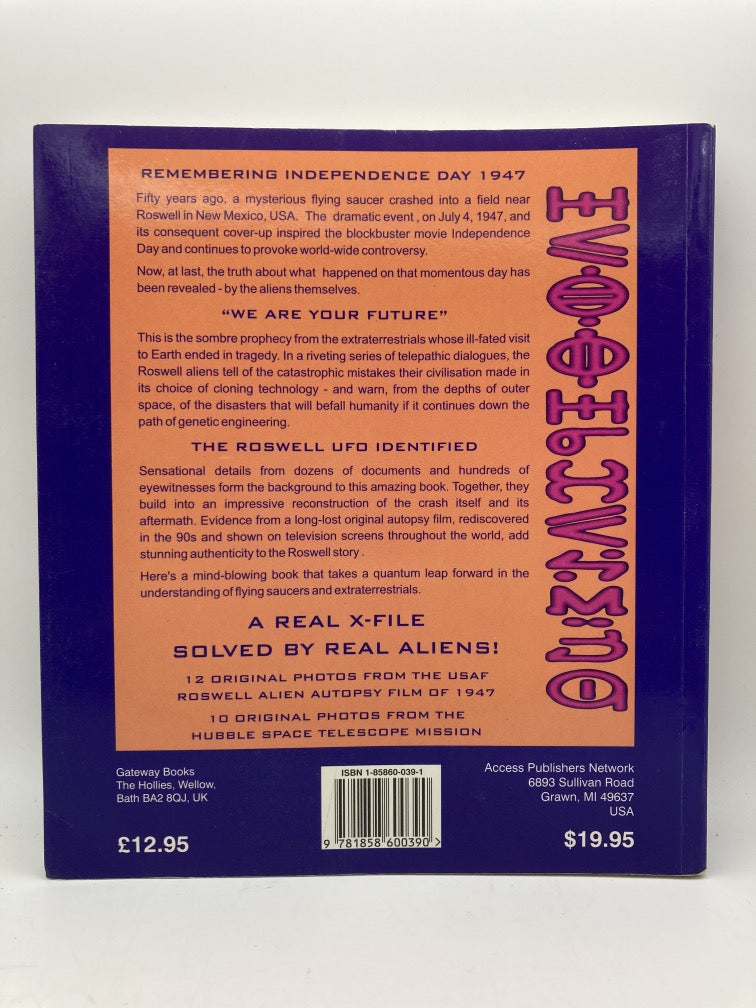 REMEMBERING INDEPENDENCE DAY 1947
Fifty years ago, a mysterious flying saucer crashed into a field near
Roswell in New Mexico, USA. The dramatic event , on July 4, 1947, and
its consequent cover-up inspired the blockbuster movie Independence
Day and continues to provoke world-wide controversy.
Now, at last, the truth about what happened on that momentous day has
been revealed - by the aliens themselves.
"WE ARE YOUR FUTURE"
This is the sombre prophecy from the extraterrestrials whose ill-fated visit
to Earth ended in tragedy. In a riveting series of telepathic dialogues, the
Roswell aliens tell of the catastrophic mistakes their civilisation made in
its choice of cloning technology - and warn, from the depths of outer
space, of the disasters that will befall humanity if it continues down the
path of genetic engineering.
THE ROSWELL UFO IDENTIFIED
Sensational details from dozens of documents and hundreds of
eyewitnesses form the background to this amazing book. Together, they
build into an impressive reconstruction of the crash itself and its
aftermath. Evidence from a long-lost original autopsy film, rediscovered
in the 90s and shown on television screens throughout the world, add
stunning authenticity to the Roswell story .
Here's a mind-blowing book that takes a quantum leap forward in the
understanding of flying saucers and extraterrestrials.
A REAL X-FILE
SOLVED BY REAL ALIENS!
12 ORIGINAL PHOTOS FROM THE USAF
ROSWELL ALIEN AUTOPSY FILM OF 1947
10 ORIGINAL PHOTOS FROM THE
HUBBLE SPACE TELESCOPE MISSION
Gateway Books
The Hollies, Wellow,
Bath BA2 8QJ, UK
£12.95
ISBN 1-85860-039-1
9 781858 600390 >
Access Publishers Network
6893 Sullivan Road
Grawn, MI 49637
USA
$19.95